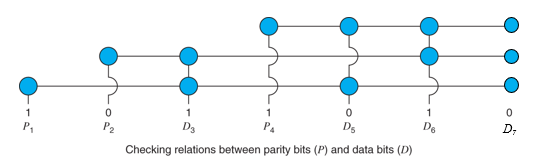 1 0 1 1 0 1 0
P1 P2 D3 P4 D5 D6 D7
Checking relations between parity bits (P) and data bits (D)